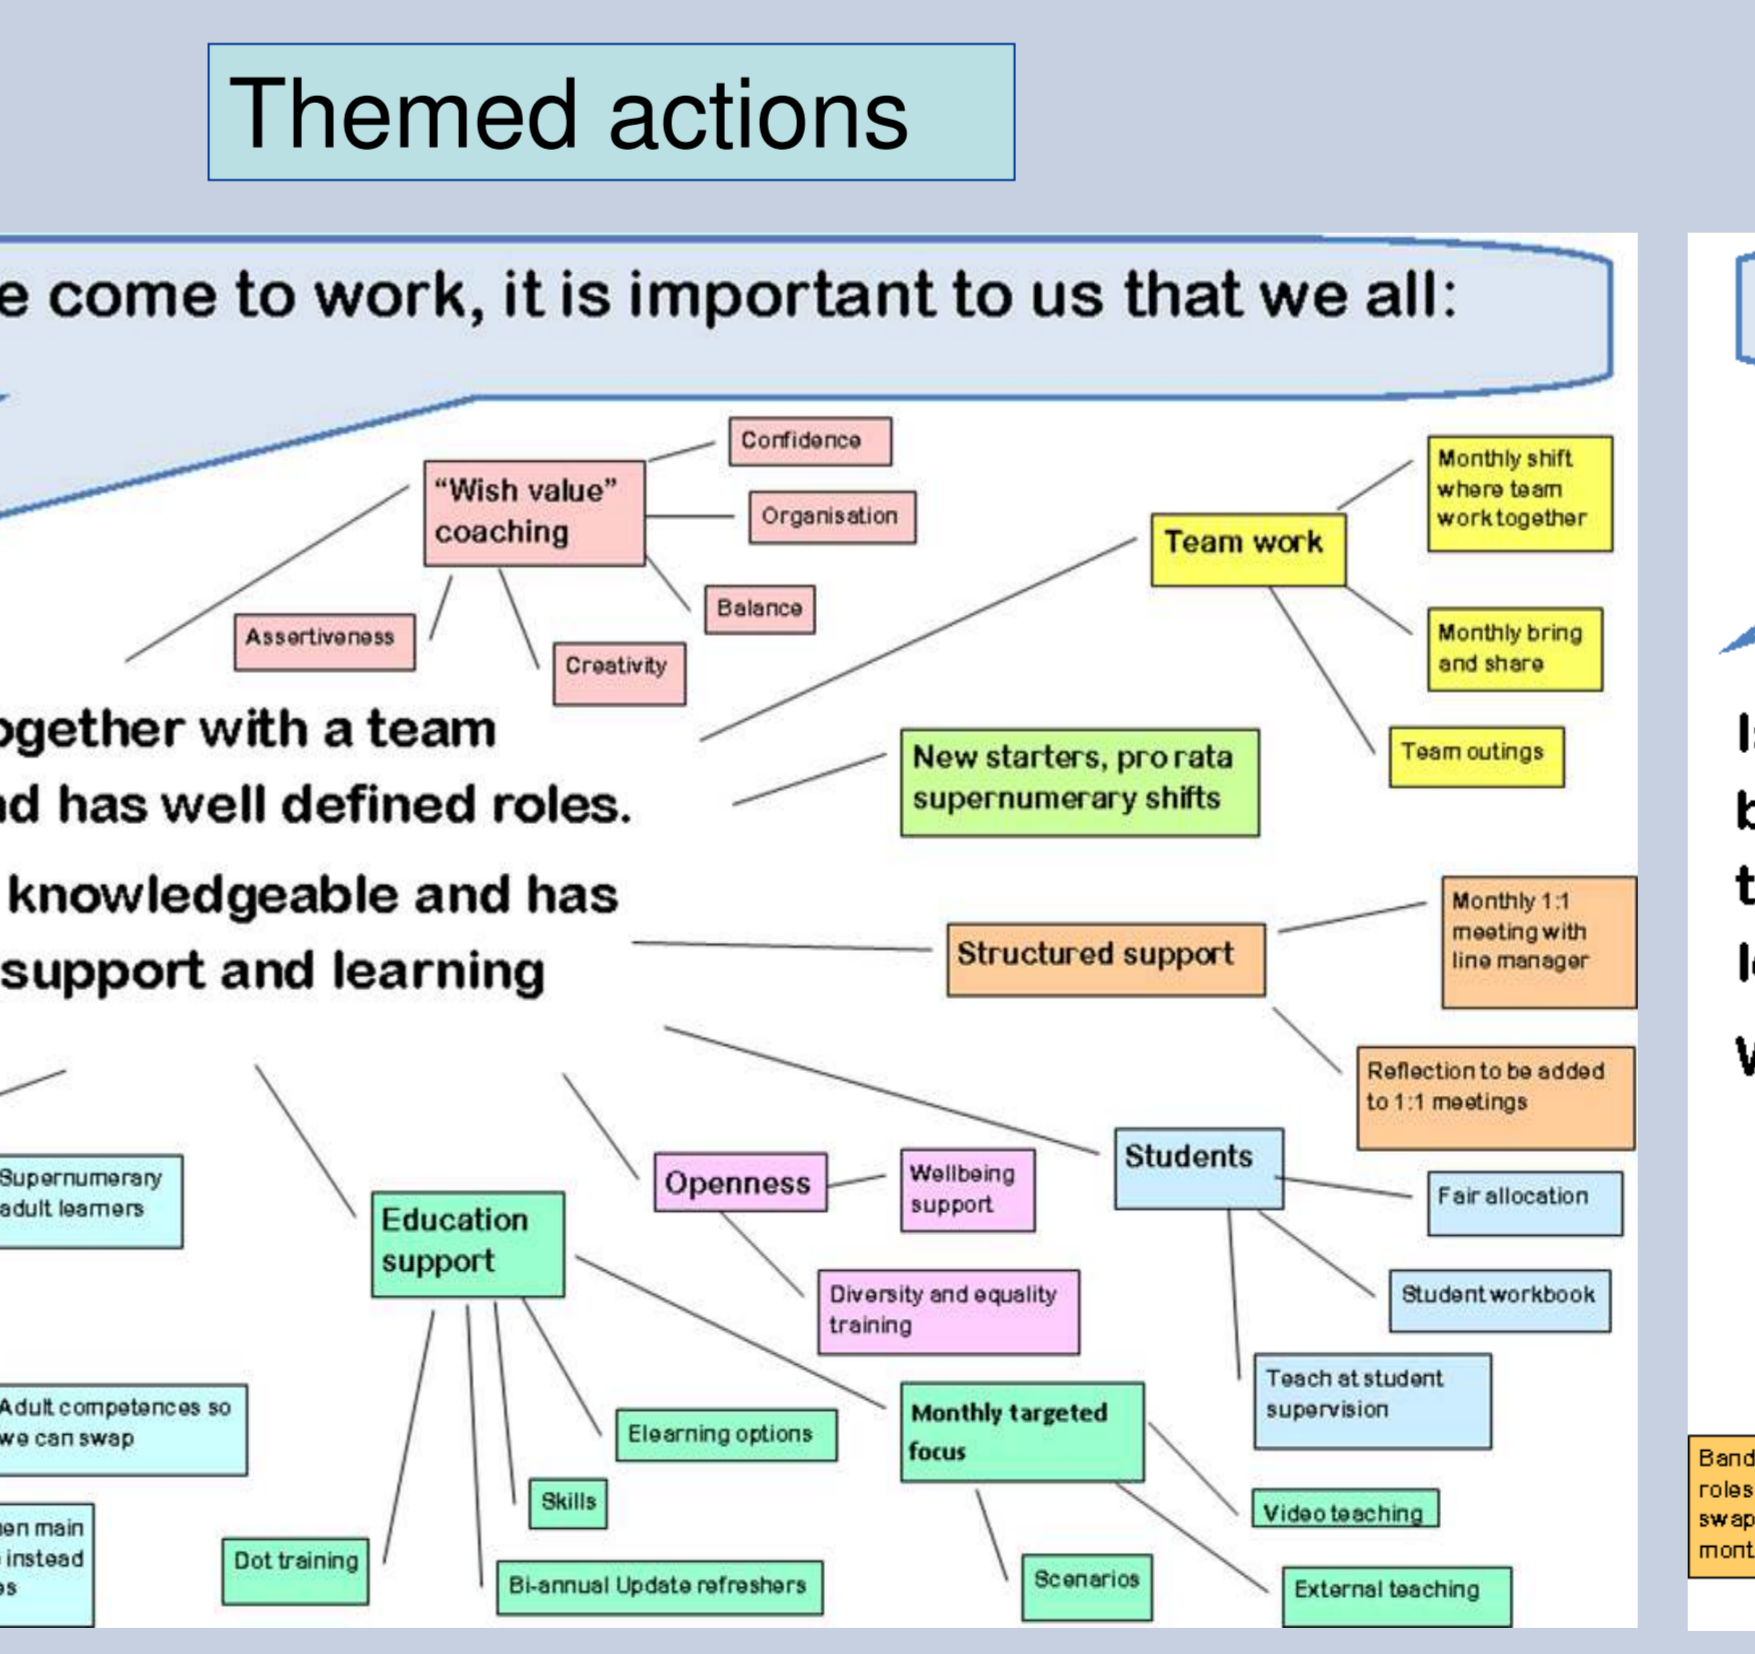 Themed actions
e come to work, it is important to us that we all:
Confidence
"Wish value"
coaching
Organisation
Balance
Assertiveness
Creativity
Team work
Monthly shift
where team
work together
Monthly bring
and share
Team outings
ogether with a team
nd has well defined roles.
knowledgeable and has
support and learning
New starters, pro rata
supernumerary shifts
Structured support
Monthly 1:1
meeting with
line manager
Reflection to be added
to 1:1 meetings
Students
Fair allocation
Student workbook
Teach at student
supervision
Openness
Wellbeing
support
Diversity and equality
training
Supernumerary
adult learners
Education
support
Adult competences so
we can swap
en main
instead
es
Elearning options
Skills
Dot training
Bi-annual Update refreshers
Monthly targeted
focus
Video teaching
Scenarios
External teaching
Band
roles
swap
mont